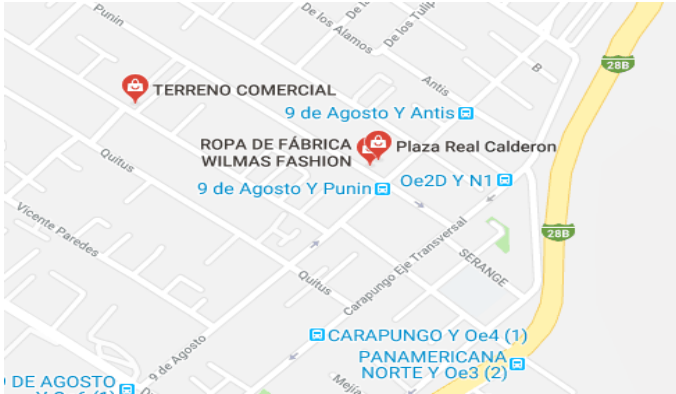 Punin
De los Alamos
De los Tulip
Antis
B
28B
TERRENO COMERCIAL
9 de Agosto Y Antis
ROPA DE FÁBRICA
WILMAS FASHION
Plaza Real Calderon
Quitus
9 de Agosto Y Punin
Oe2D Y N1
Vicente Paredes
28B
Carapungo Eje Transversal
SERANGE
Quitus
9 de Agosto
CARAPUNGO Y Oe4 (1)
PANAMERICANA
NORTE Y Oe3 (2)
DE AGOSTO
Mejía